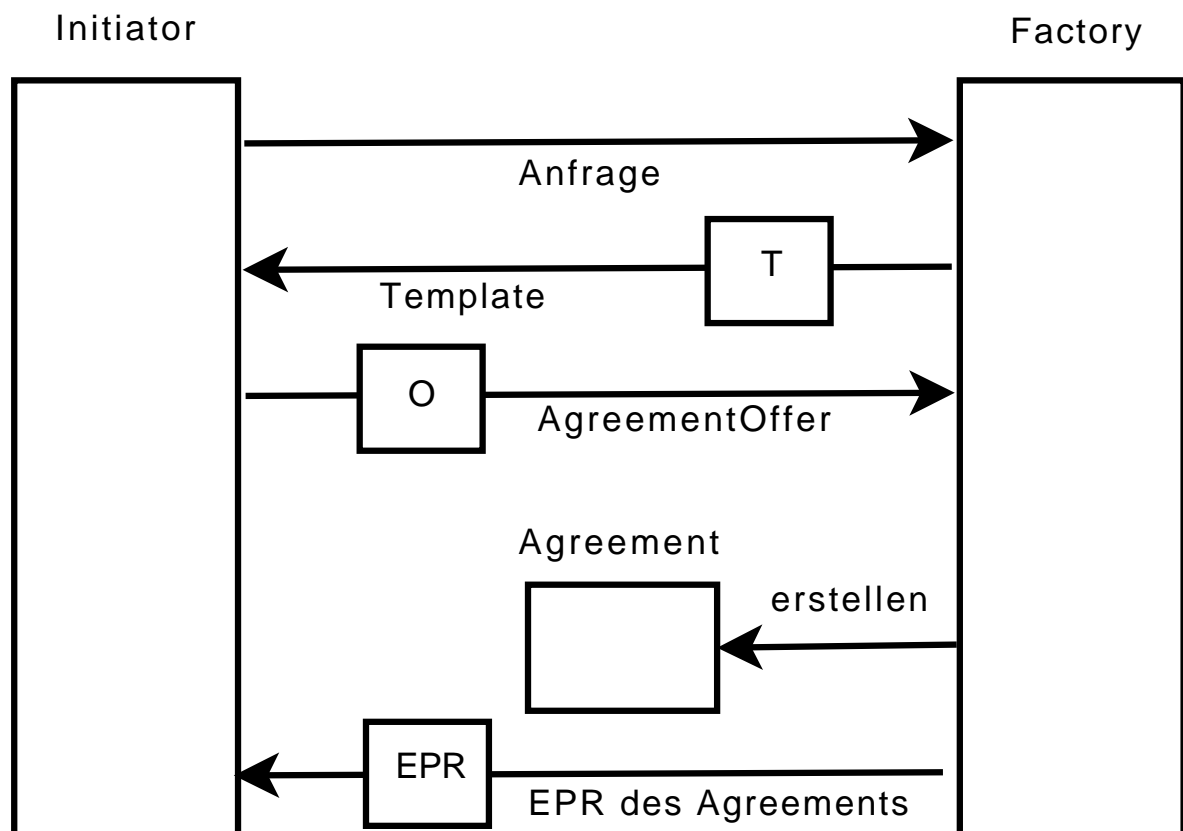 Initiator
Factory
Anfrage
T
Template
O
AgreementOffer
Agreement
erstellen
EPR
EPR des Agreements